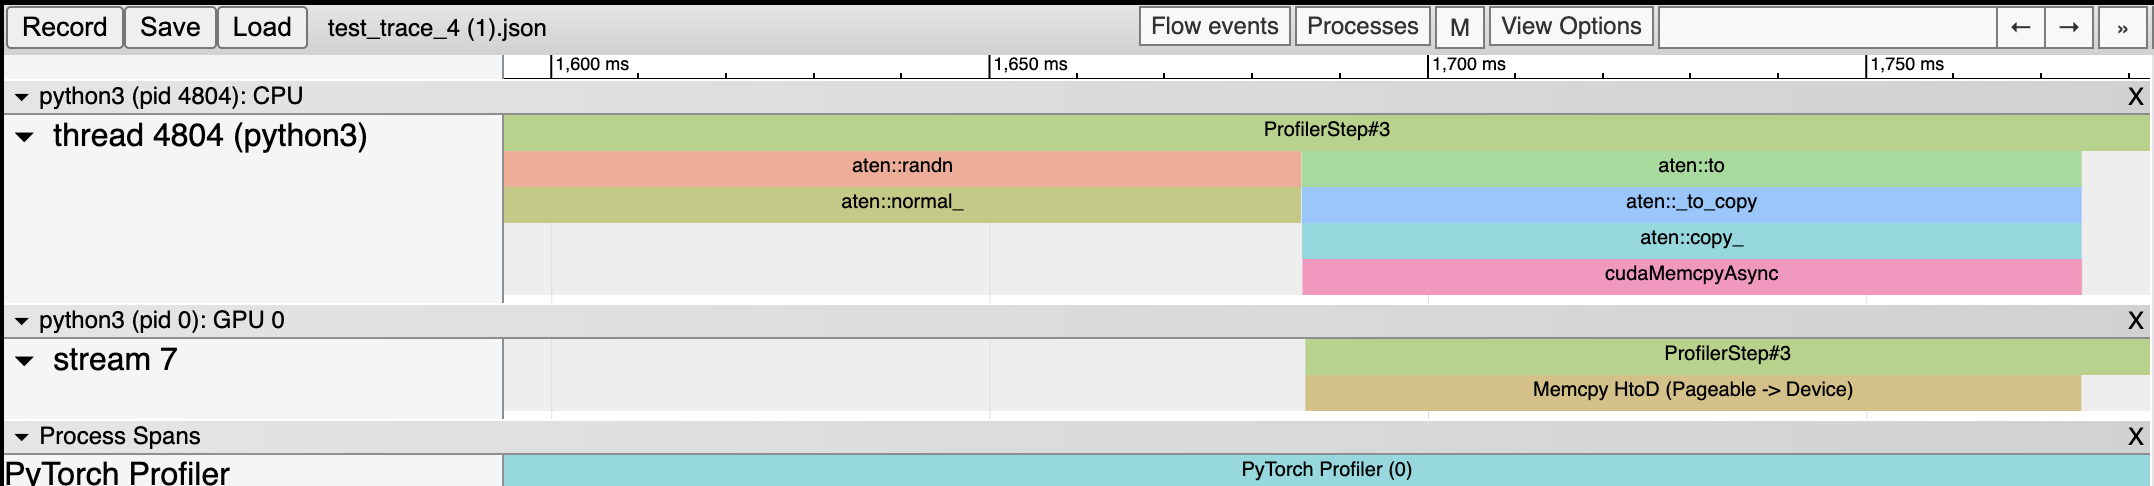 Record Save Load test_trace_4 (1).json Flow events Processes M View Options ← → »
1,600 ms 1,650 ms 1,700 ms 1,750 ms
python3 (pid 4804): CPU X
thread 4804 (python3) ProfilerStep#3
aten::randn aten::to
aten::normal_ aten::_to_copy
aten::copy_
cudaMemcpyAsync
python3 (pid 0): GPU 0 X
stream 7 ProfilerStep#3
Memcpy HtoD (Pageable -> Device)
Process Spans X
PyTorch Profiler PyTorch Profiler (0)